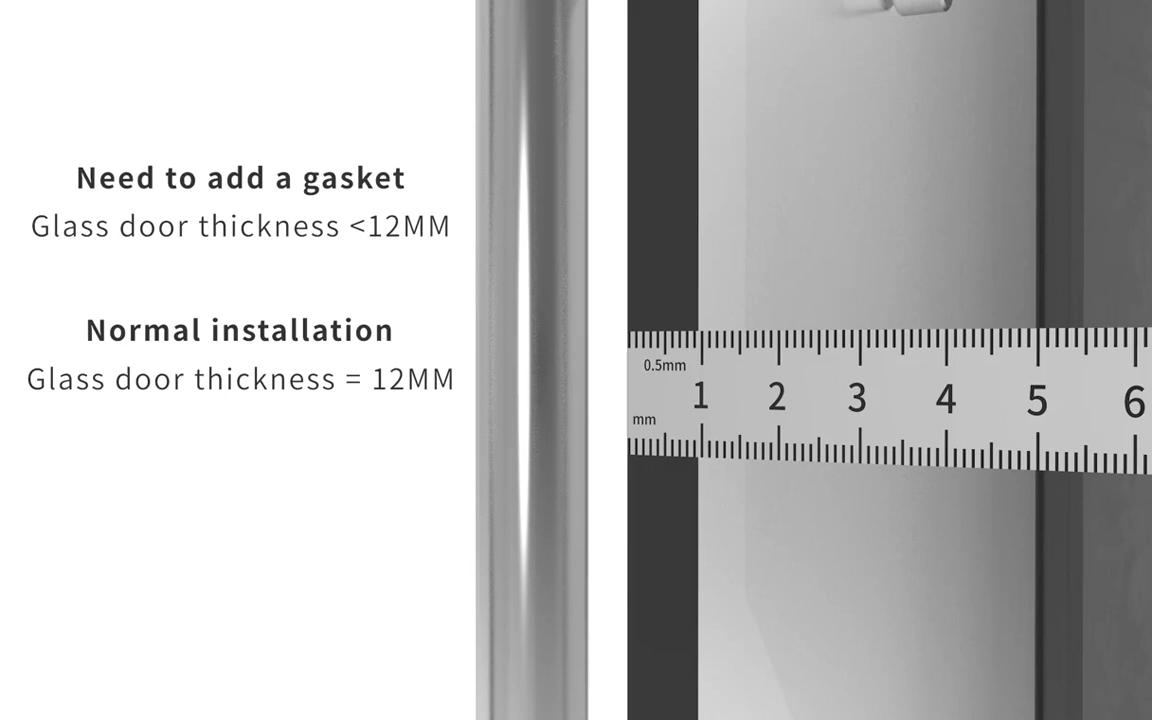 Need to add a gasket
Glass door thickness <12MM
Normal installation
Glass door thickness = 12MM
0.5mm
1 2 3 4 5 6
mm